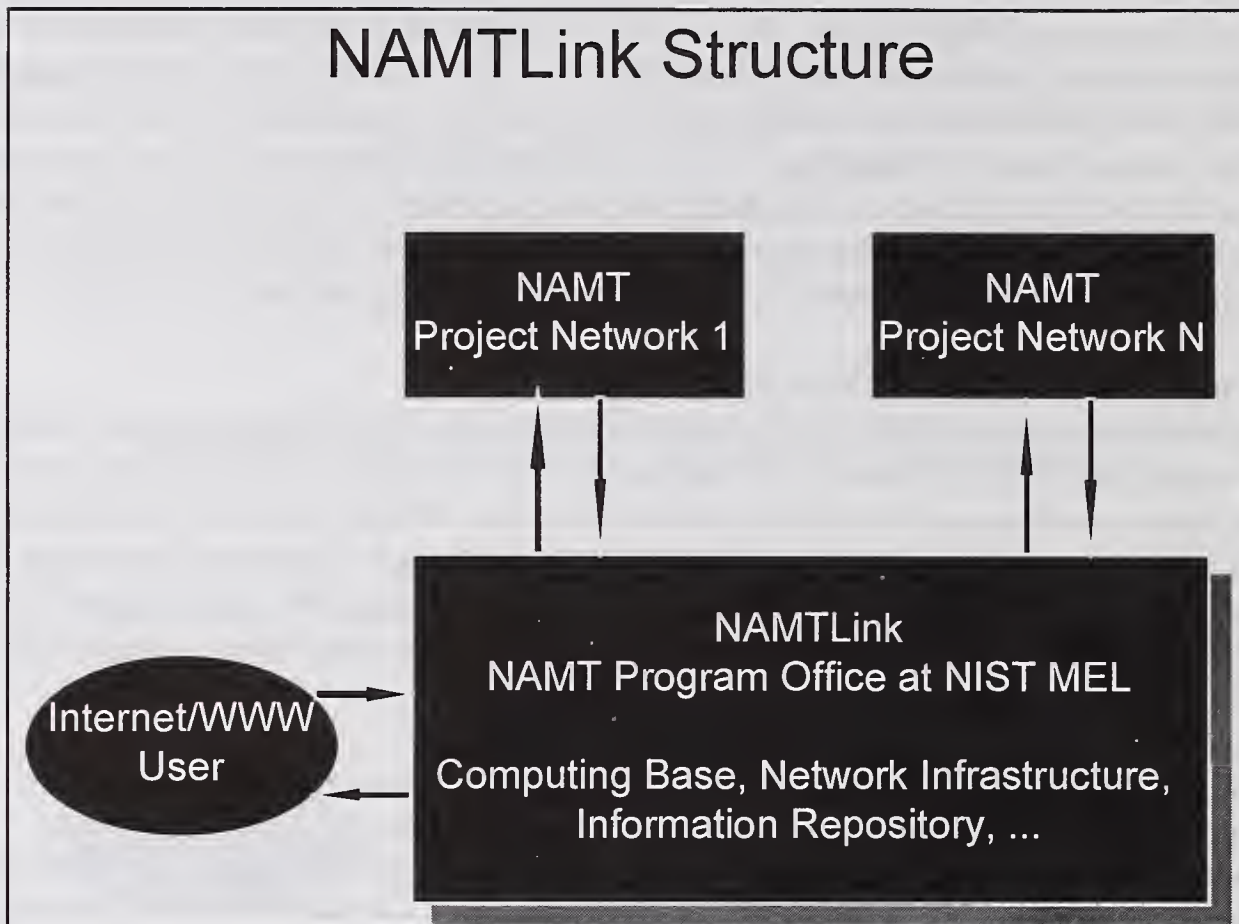 NAMTLink Structure
NAMT
Project Network 1
NAMT
Project Network N
NAMTLink
NAMT Program Office at NIST MEL
Internet/WWW
User
Computing Base, Network Infrastructure,
Information Repository, ...